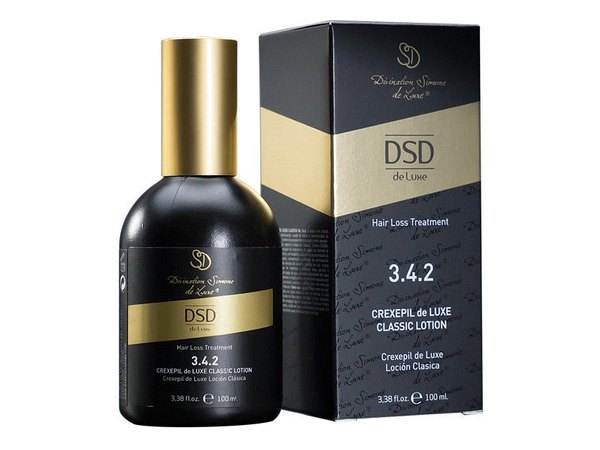 SD
Divination Simone
de Luxe®
DSD
de Luxe
Hair Loss Treatment
3.4.2
CREXEPIL de LUXE CLASSIC LOTION
Crexepil de Luxe Loción Clásica
3.38 fl.oz. e 100 ml.
SD
Divination Simone
de Luxe®
DSD
de Luxe
Hair Loss Treatment
3.4.2
CREXEPIL de LUXE
CLASSIC LOTION
Crexepil de Luxe
Loción Clasica
3.38 fl.oz. e 100 ml.